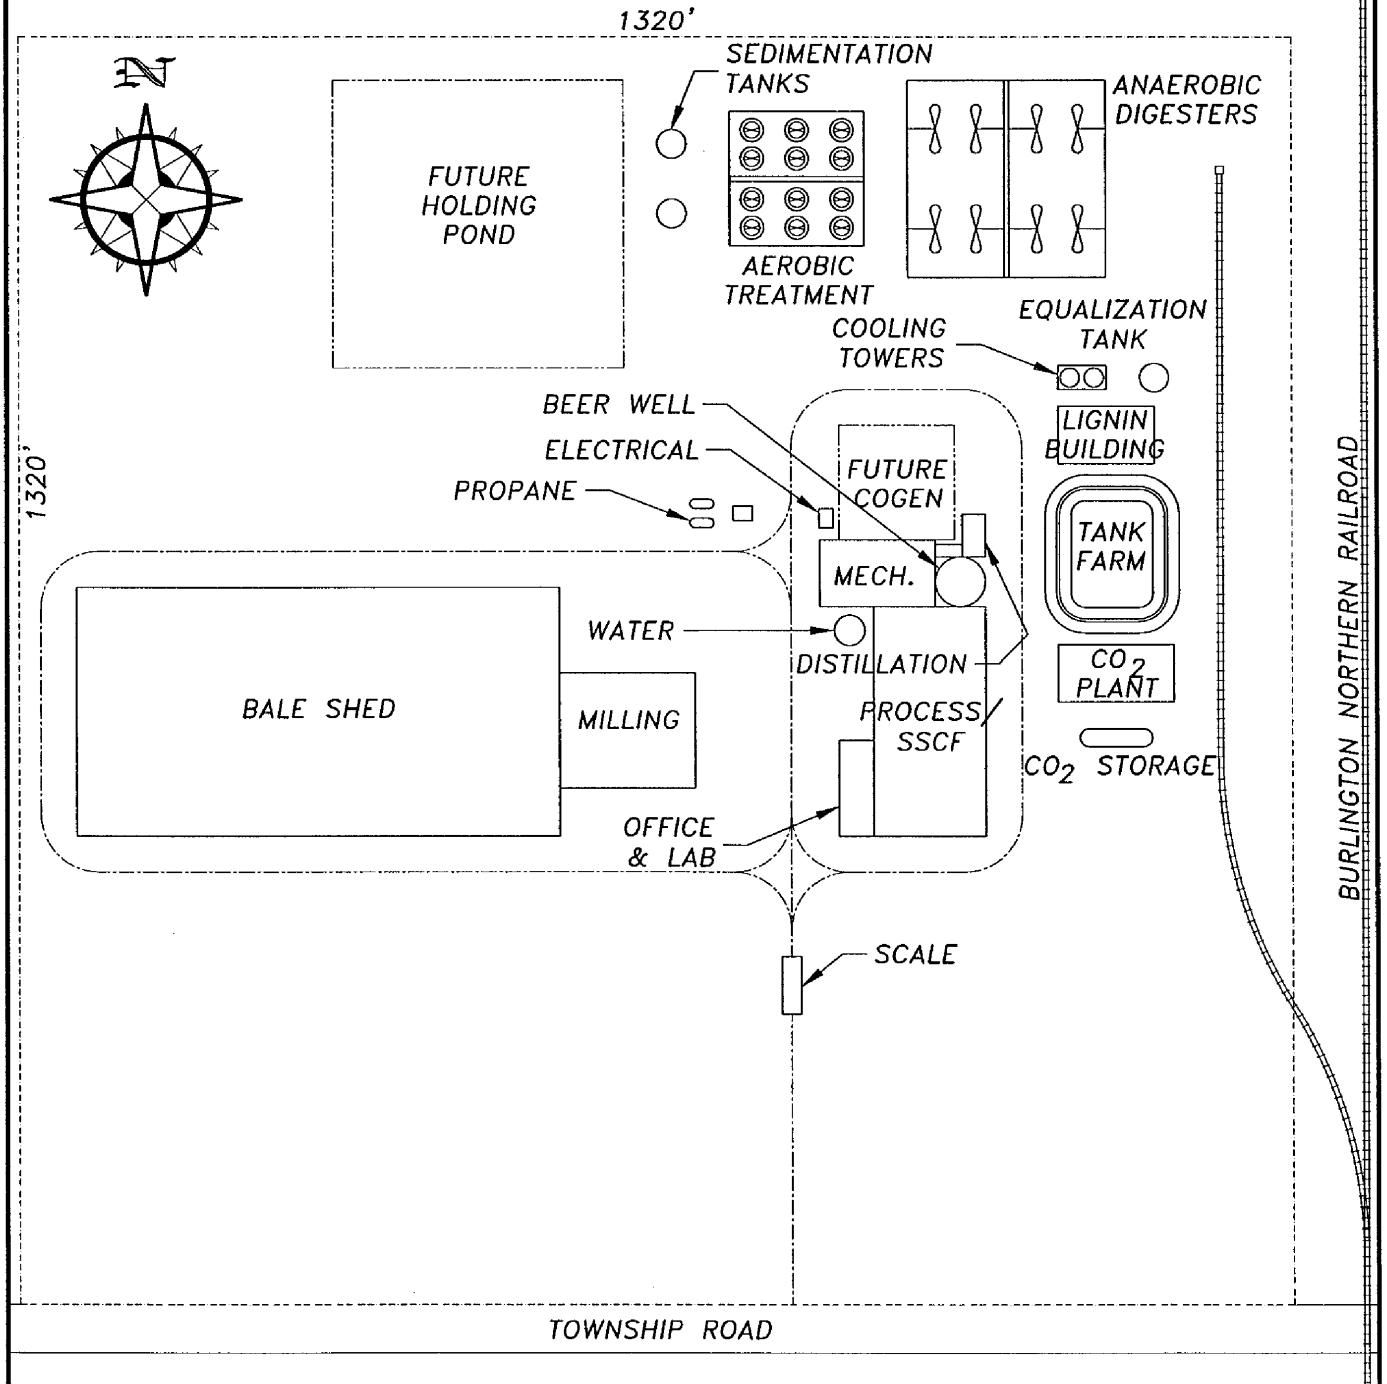 1320'
N
SEDIMENTATION
TANKS
ANAEROBIC
DIGESTERS
FUTURE
HOLDING
POND
AEROBIC
TREATMENT
EQUALIZATION
TANK
COOLING
TOWERS
BEER WELL
ELECTRICAL
PROPANE
1320'
LIGNIN
BUILDING
FUTURE
COGEN
TANK
FARM
MECH.
WATER
DISTILLATION
CO2
PLANT
BALE SHED
MILLING
PROCESS
SSCF
CO2 STORAGE
OFFICE
& LAB
SCALE
BURLINGTON NORTHERN RAILROAD
TOWNSHIP ROAD